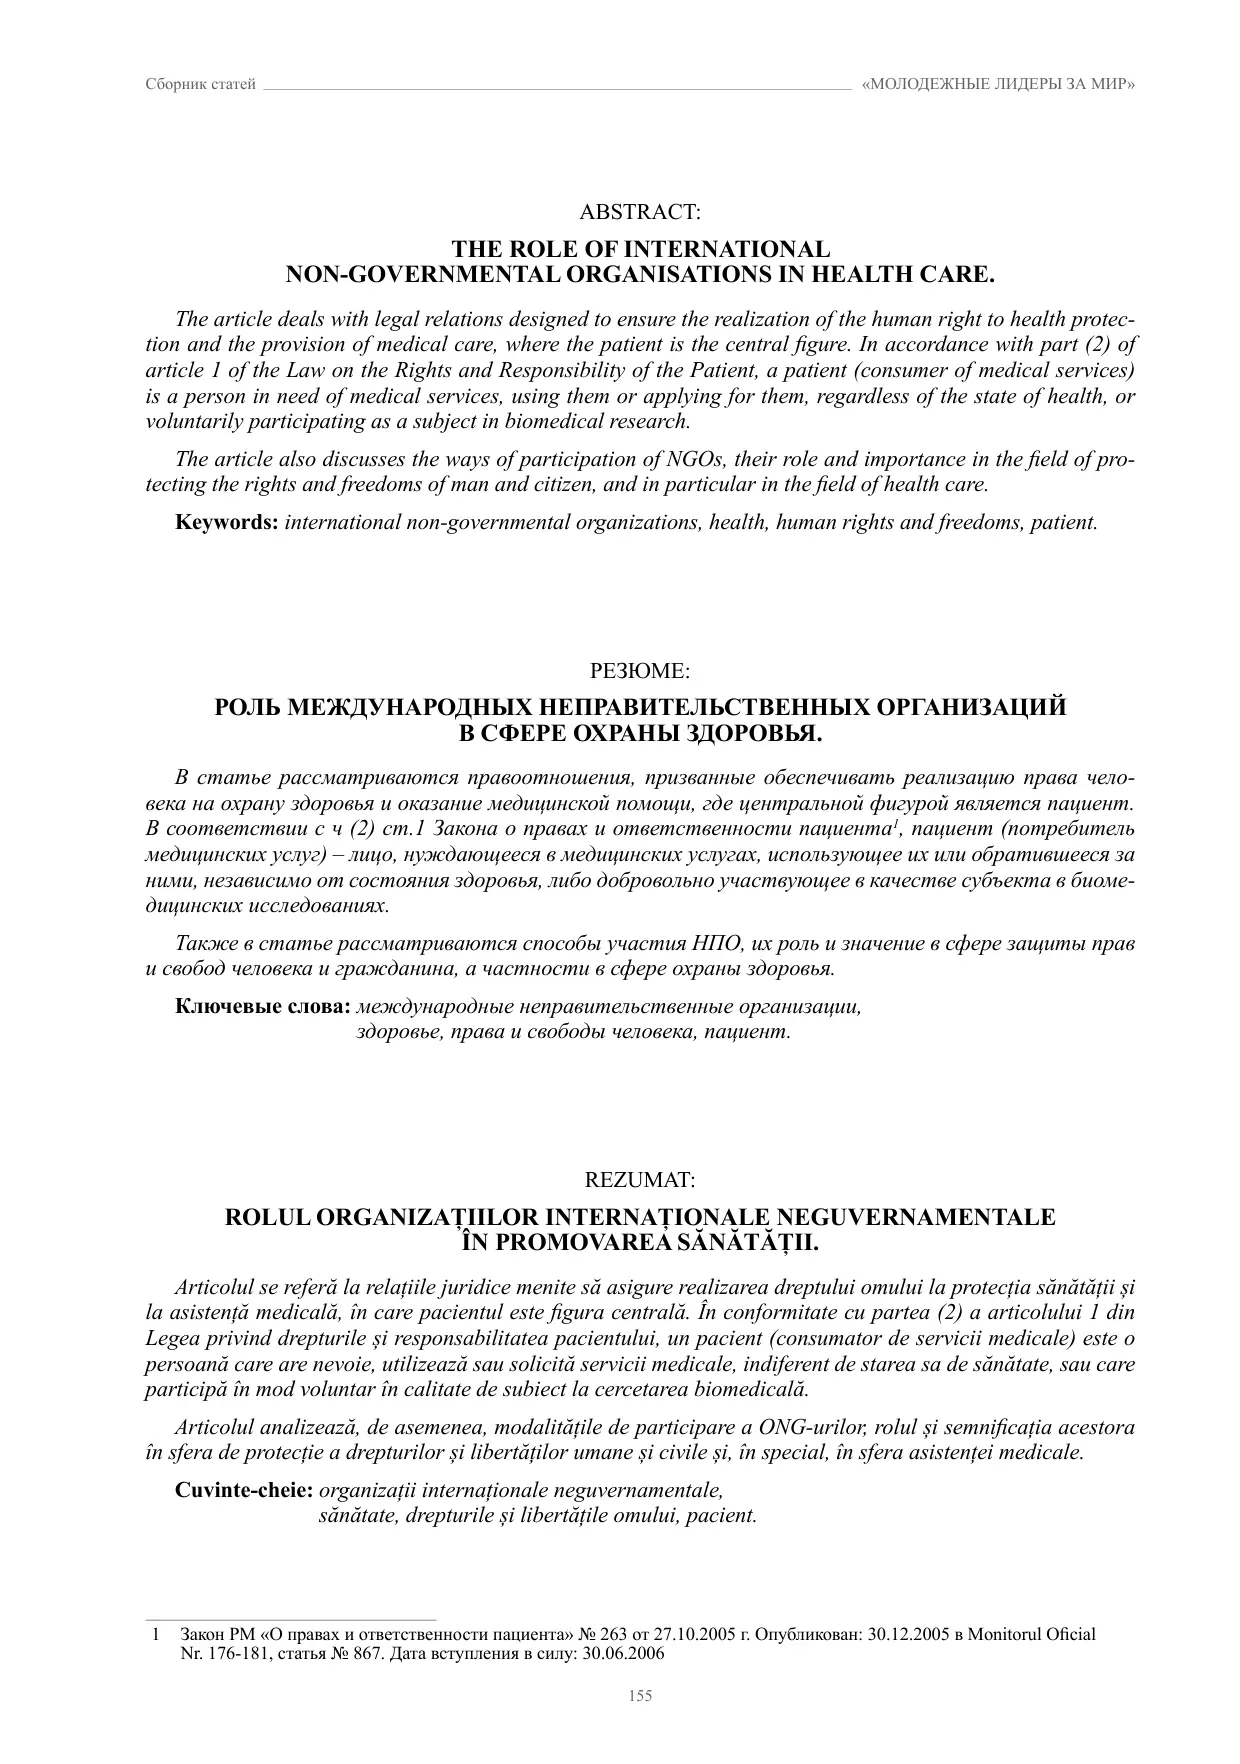 Сборник статей «МОЛОДЕЖНЫЕ ЛИДЕРЫ ЗА МИР»
ABSTRACT:
THE ROLE OF INTERNATIONAL
NON-GOVERNMENTAL ORGANISATIONS IN HEALTH CARE.
The article deals with legal relations designed to ensure the realization of the human right to health protec-
tion and the provision of medical care, where the patient is the central figure. In accordance with part (2) of
article 1 of the Law on the Rights and Responsibility of the Patient, a patient (consumer of medical services)
is a person in need of medical services, using them or applying for them, regardless of the state of health, or
voluntarily participating as a subject in biomedical research.
The article also discusses the ways of participation of NGOs, their role and importance in the field of pro-
tecting the rights and freedoms of man and citizen, and in particular in the field of health care.
Keywords: international non-governmental organizations, health, human rights and freedoms, patient.
РЕЗЮМЕ:
РОЛЬ МЕЖДУНАРОДНЫХ НЕПРАВИТЕЛЬСТВЕННЫХ ОРГАНИЗАЦИЙ
В СФЕРЕ ОХРАНЫ ЗДОРОВЬЯ.
В статье рассматриваются правоотношения, призванные обеспечивать реализацию права чело-
века на охрану здоровья и оказание медицинской помощи, где центральной фигурой является пациент.
В соответствии с ч (2) ст.1 Закона о правах и ответственности пациента¹, пациент (потребитель
медицинских услуг) – лицо, нуждающееся в медицинских услугах, использующее их или обратившееся за
ними, независимо от состояния здоровья, либо добровольно участвующее в качестве субъекта в биоме-
дицинских исследованиях.
Также в статье рассматриваются способы участия НПО, их роль и значение в сфере защиты прав
и свобод человека и гражданина, а частности в сфере охраны здоровья.
Ключевые слова: международные неправительственные организации,
здоровье, права и свободы человека, пациент.
REZUMAT:
ROLUL ORGANIZAȚIILOR INTERNAȚIONALE NEGUVERNAMENTALE
ÎN PROMOVAREA SĂNĂTĂȚII.
Articolul se referă la relațiile juridice menite să asigure realizarea dreptului omului la protecția sănătății și
la asistență medicală, în care pacientul este figura centrală. În conformitate cu partea (2) a articolului 1 din
Legea privind drepturile și responsabilitatea pacientului, un pacient (consumator de servicii medicale) este o
persoană care are nevoie, utilizează sau solicită servicii medicale, indiferent de starea sa de sănătate, sau care
participă în mod voluntar în calitate de subiect la cercetarea biomedicală.
Articolul analizează, de asemenea, modalitățile de participare a ONG-urilor, rolul și semnificația acestora
în sfera de protecție a drepturilor și libertăților umane și civile și, în special, în sfera asistenței medicale.
Cuvinte-cheie: organizații internaționale neguvernamentale,
sănătate, drepturile și libertățile omului, pacient.
1 Закон РМ «О правах и ответственности пациента» № 263 от 27.10.2005 г. Опубликован: 30.12.2005 в Monitorul Oficial
Nr. 176-181, статья № 867. Дата вступления в силу: 30.06.2006
155